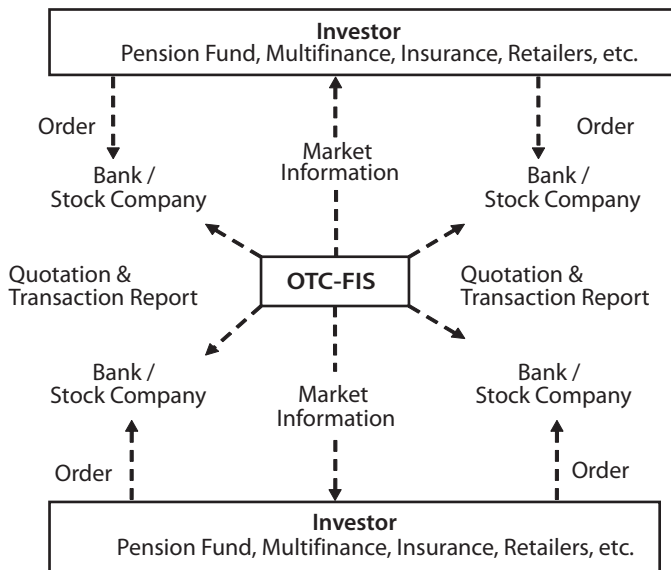 Investor
Pension Fund, Multifinance, Insurance, Retailers, etc.
Order
Order
Market
Information
Bank /
Stock Company
Bank /
Stock Company
Quotation &
Transaction Report
OTC-FIS
Quotation &
Transaction Report
Bank /
Stock Company
Market
Information
Bank /
Stock Company
Order
Order
Investor
Pension Fund, Multifinance, Insurance, Retailers, etc.